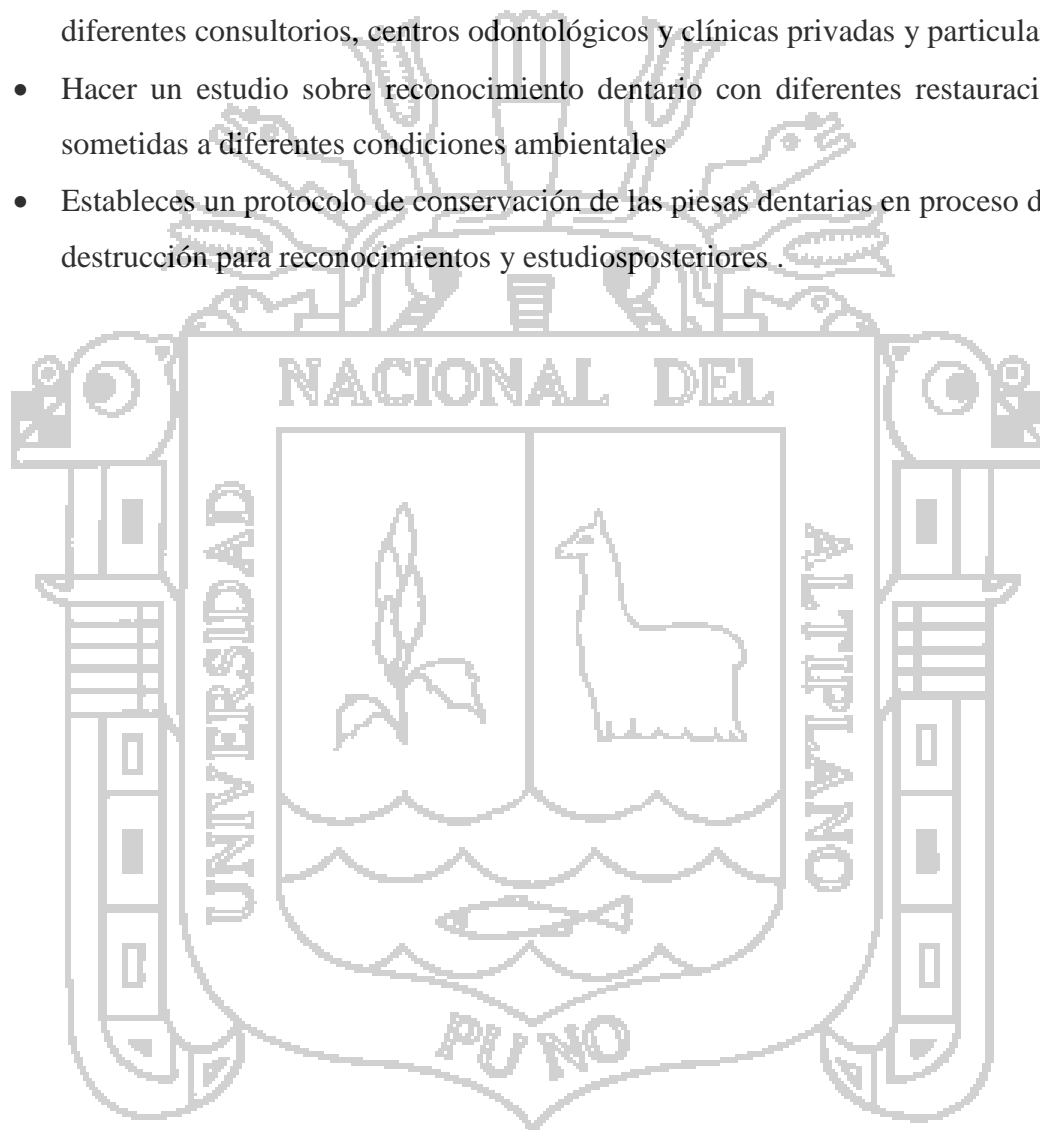 diferentes consultorios, centros odontológicos y clínicas privadas y particula
• Hacer un estudio sobre reconocimiento dentario con diferentes restauraci
sometidas a diferentes condiciones ambientales
• Estableces un protocolo de conservación de las piesas dentarias en proceso d
destrucción para reconocimientos y estudiosposteriores .
NACIONAL DEL
UNIVERSIDAD
ALTIPLANO
PUNO